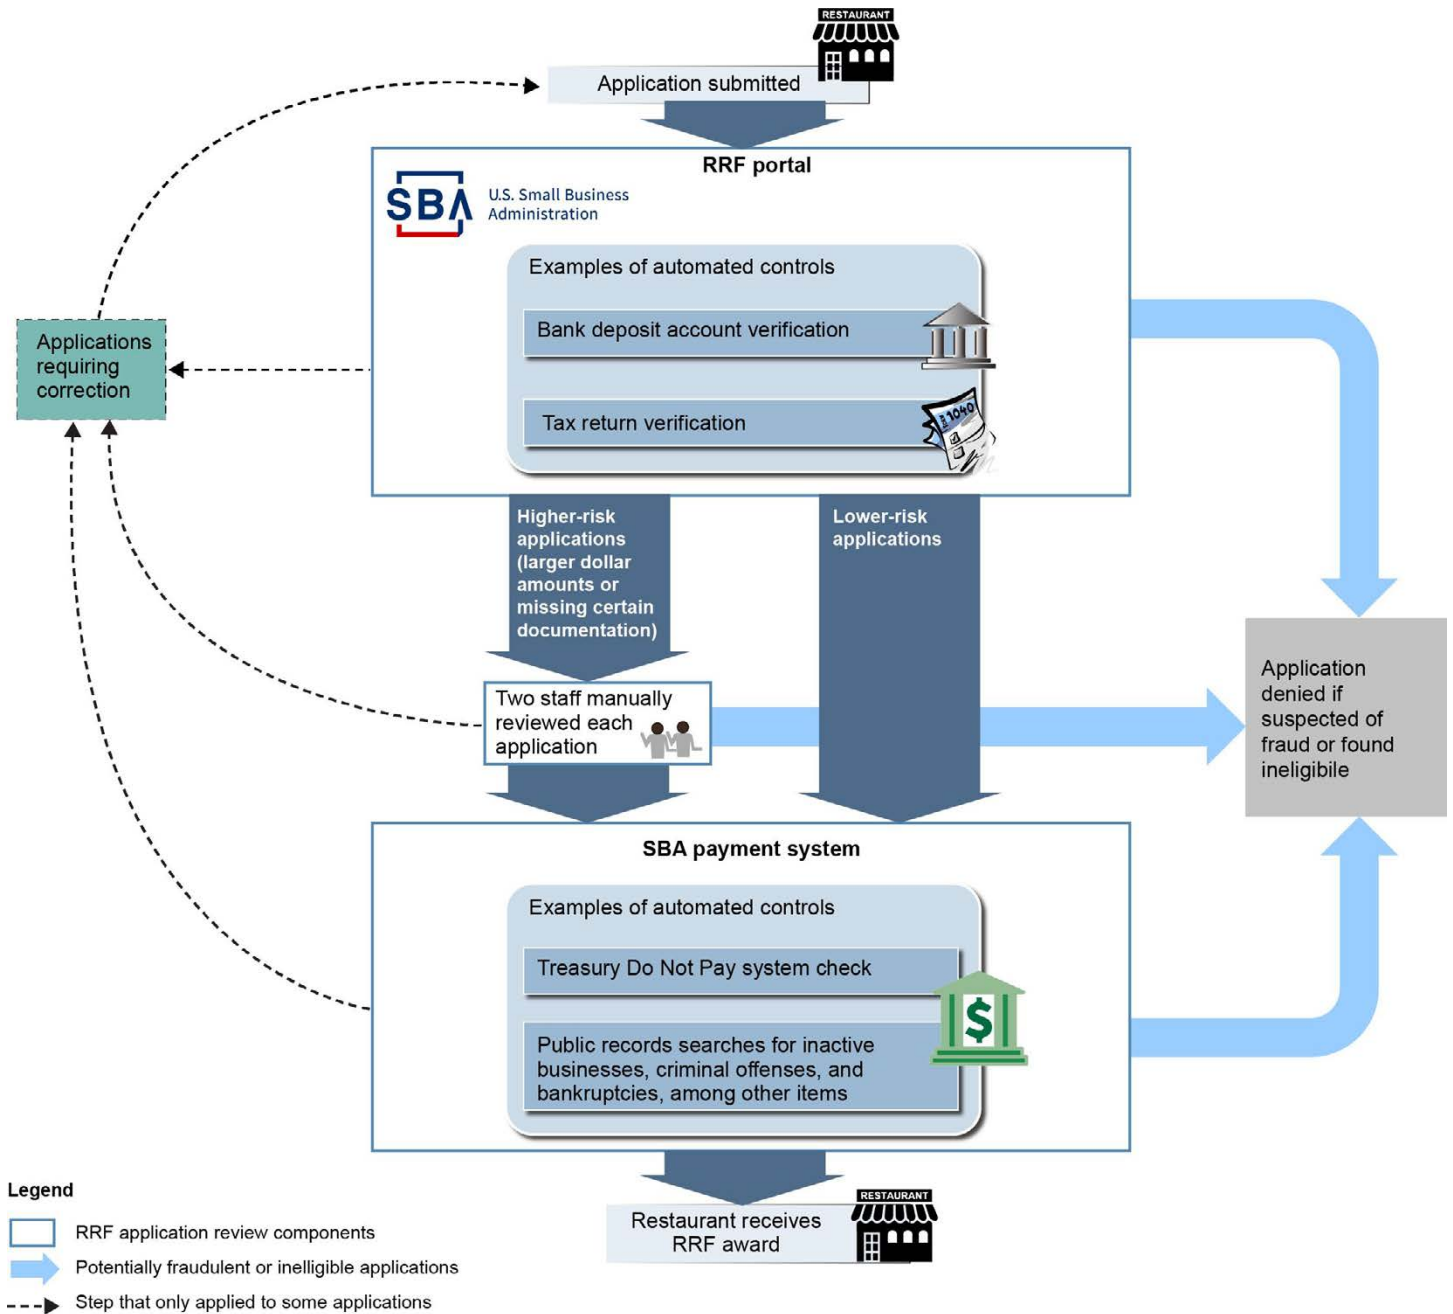 RESTAURANT
Application submitted
RRF portal
SBA
U.S. Small Business
Administration
Examples of automated controls
Bank deposit account verification
1040
Tax return verification
Applications
requiring
correction
Higher-risk
applications
(larger dollar
amounts or
missing certain
documentation)
Lower-risk
applications
Two staff manually
reviewed each
application
Application
denied if
suspected of
fraud or found
ineligibile
SBA payment system
Examples of automated controls
Treasury Do Not Pay system check
$
Public records searches for inactive
businesses, criminal offenses, and
bankruptcies, among other items
RESTAURANT
Restaurant receives
RRF award
Legend
RRF application review components
Potentially fraudulent or inelligible applications
Step that only applied to some applications